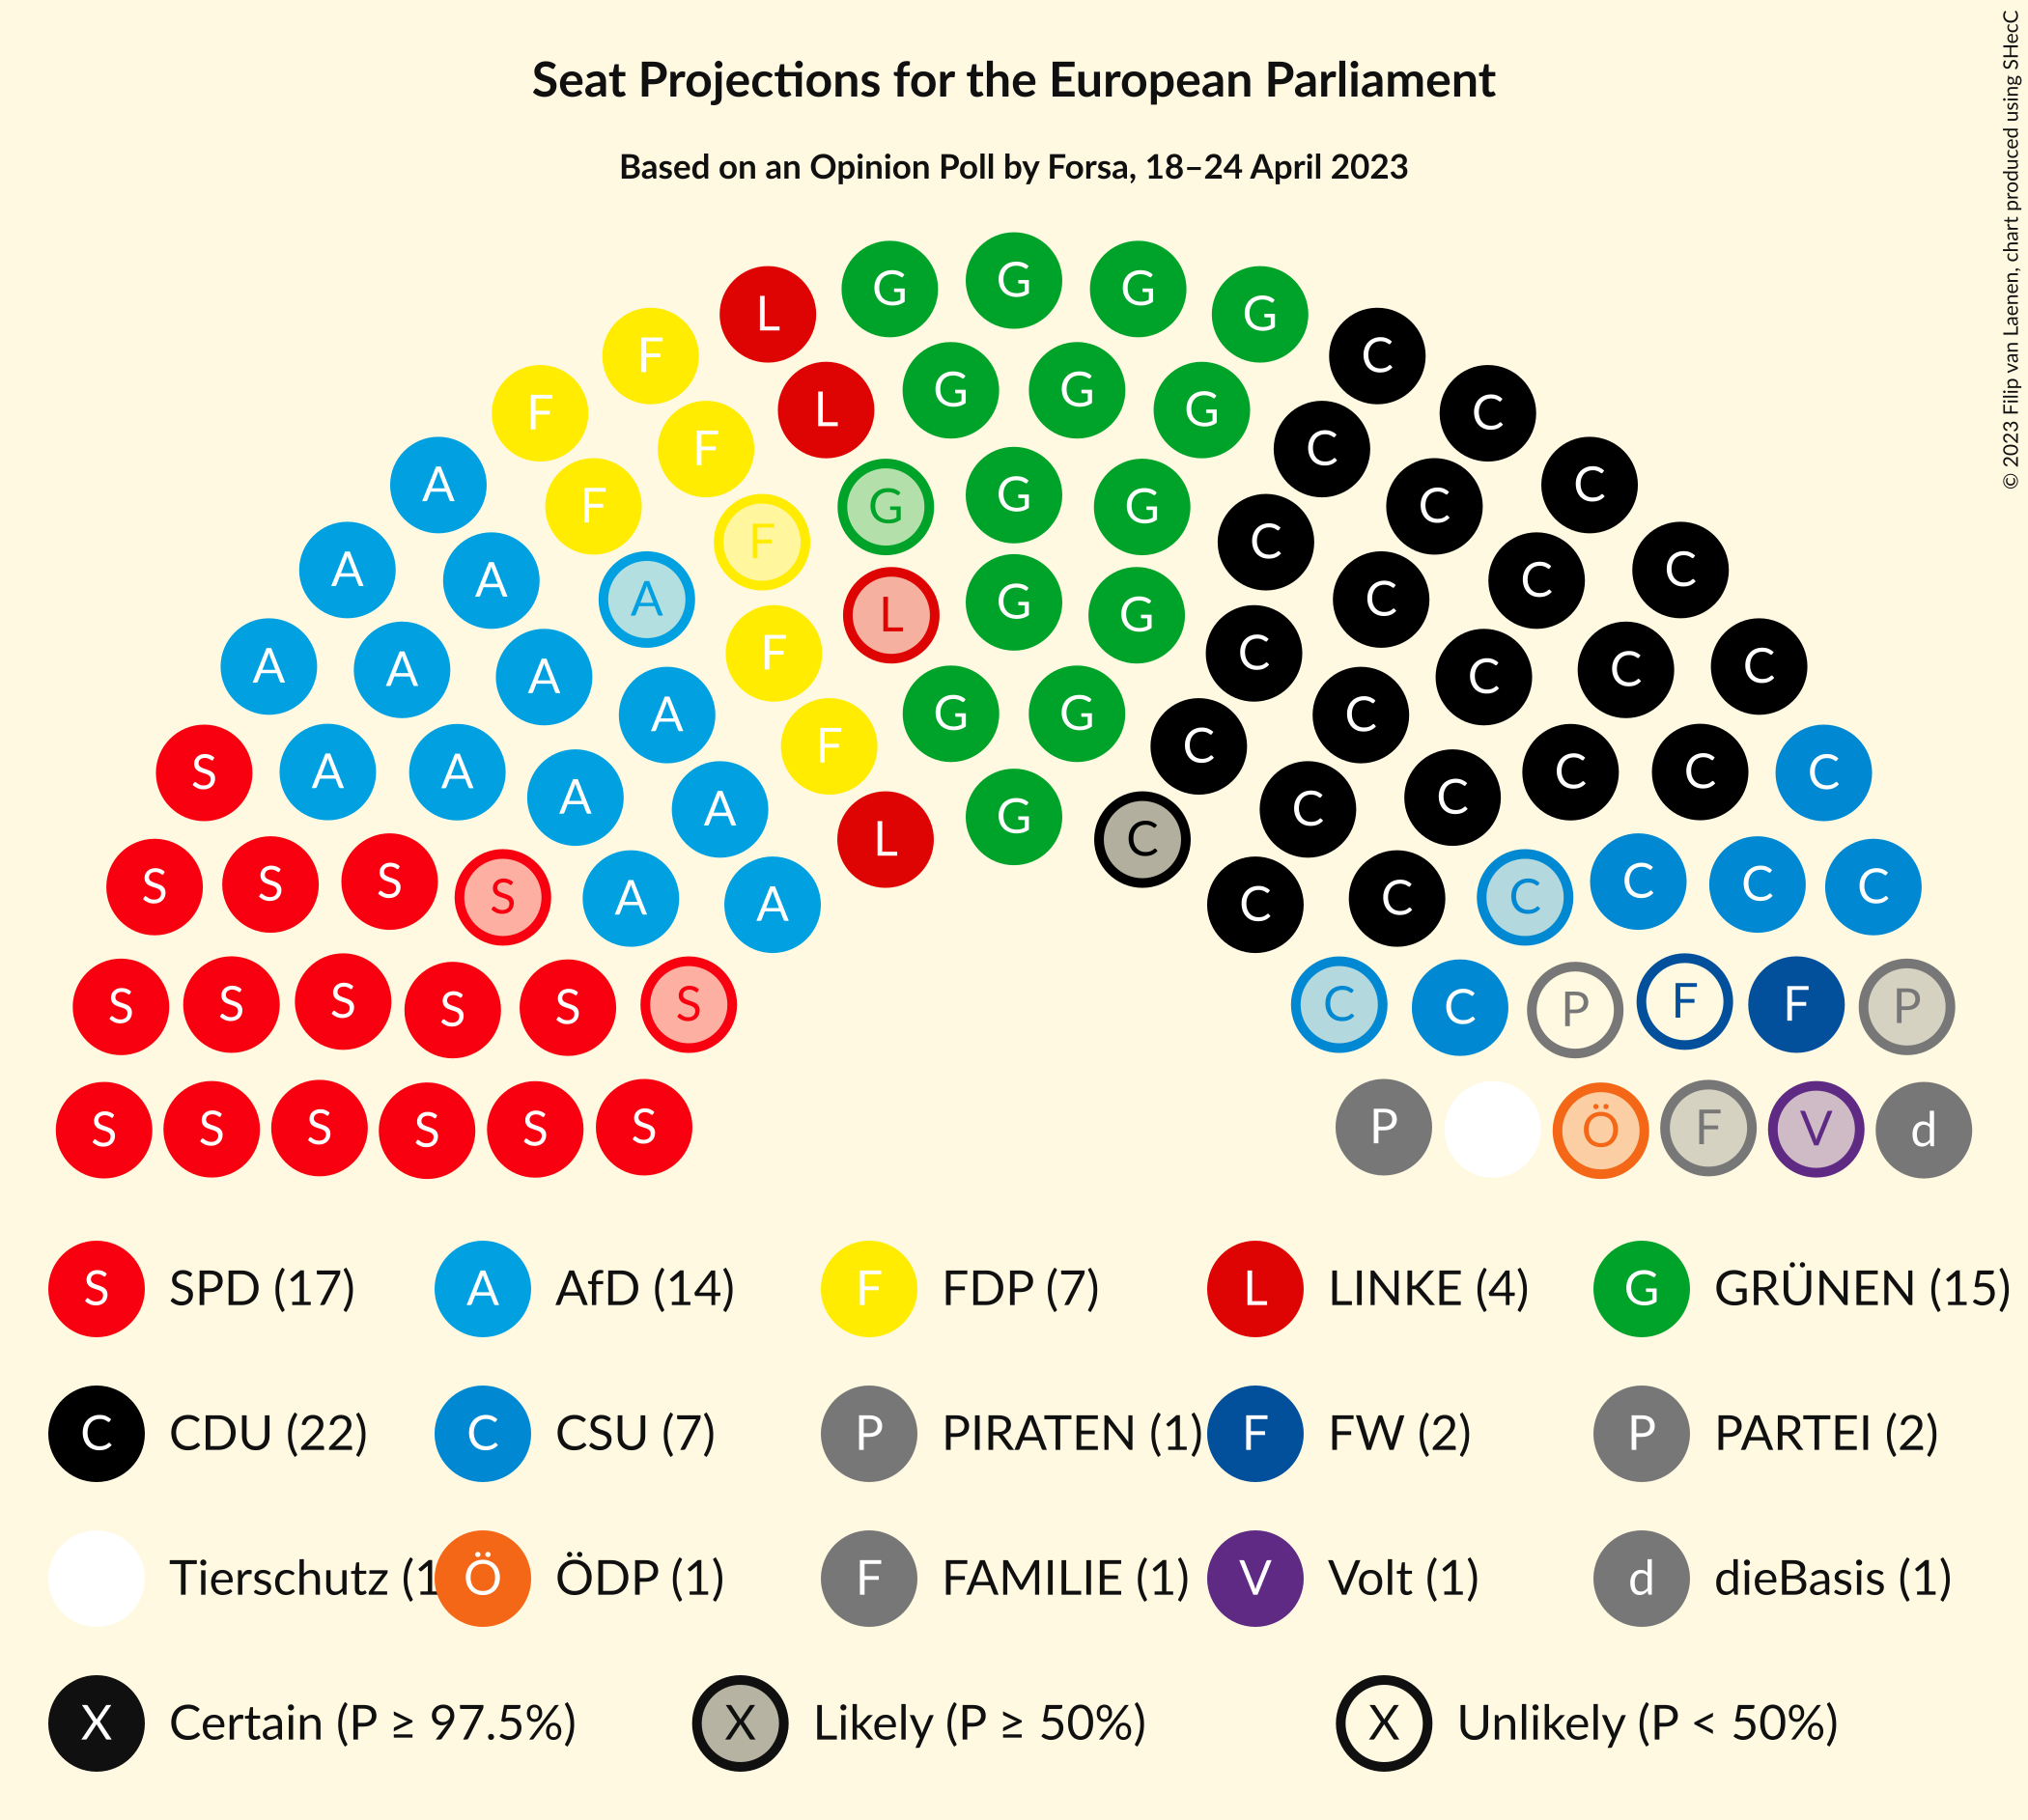 © 2023 Filip van Laenen, chart produced using SHecC
Seat Projections for the European Parliament
Based on an Opinion Poll by Forsa, 18–24 April 2023
L G G G G
F C
F L G G G C
F C
A F G G G C C
F C
A A A L G G C C C
A A A A F G G C C C C C
S A A A A F L G C C C C C C C
S S S S A A C C C C C C
S S S S S S C C P F F P
S S S S S S P Ö F V d
S SPD (17) A AfD (14) F FDP (7) L LINKE (4) G GRÜNEN (15)
C CDU (22) C CSU (7) P PIRATEN (1) F FW (2) P PARTEI (2)
Tierschutz (1 Ö ÖDP (1) F FAMILIE (1) V Volt (1) d dieBasis (1)
X Certain (P ≥ 97.5%) X Likely (P ≥ 50%) X Unlikely (P < 50%)